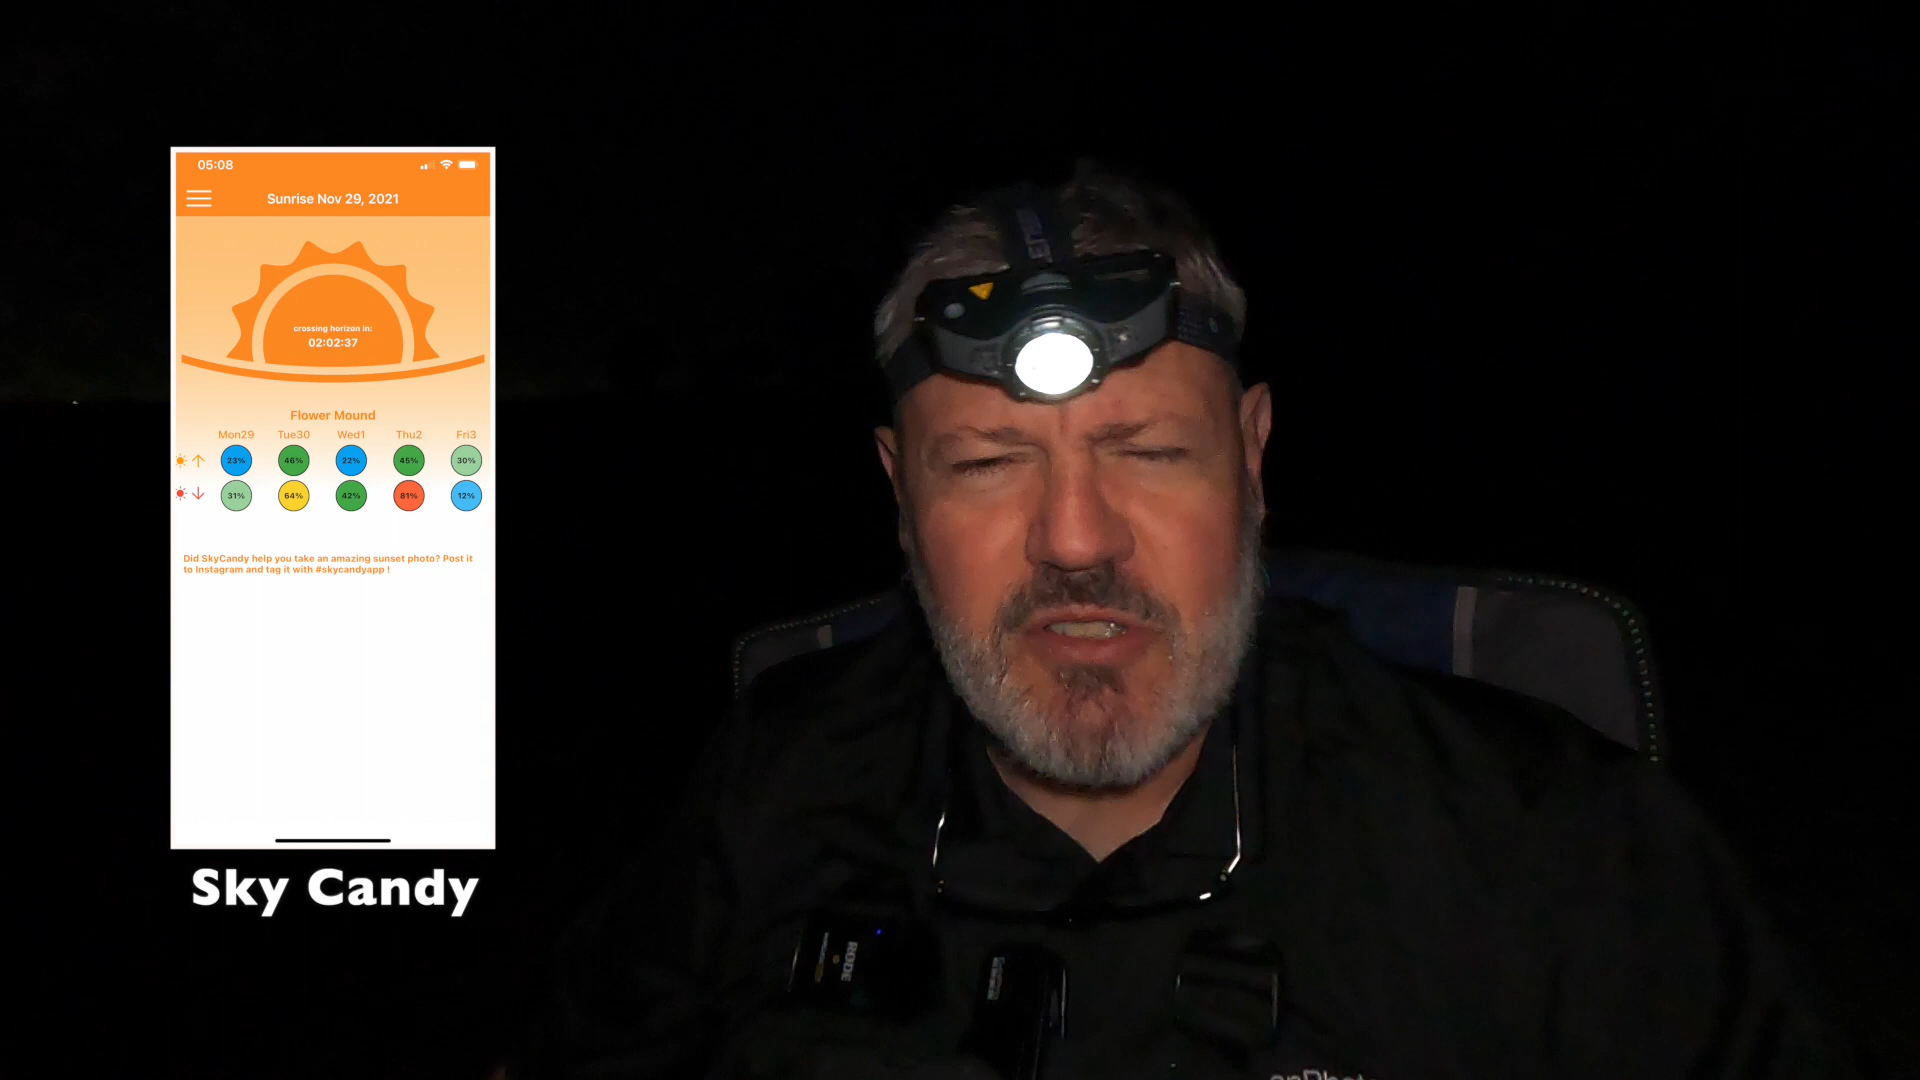 05:08
Sunrise Nov 29, 2021
crossing horizon in:
02:02:37
Flower Mound
Mon29 Tue30 Wed1 Thu2 Fri3
23% 46% 22% 45% 30%
31% 64% 42% 81% 12%
Did SkyCandy help you take an amazing sunset photo? Post it
to Instagram and tag it with #skycandyapp !
Sky Candy
RODE